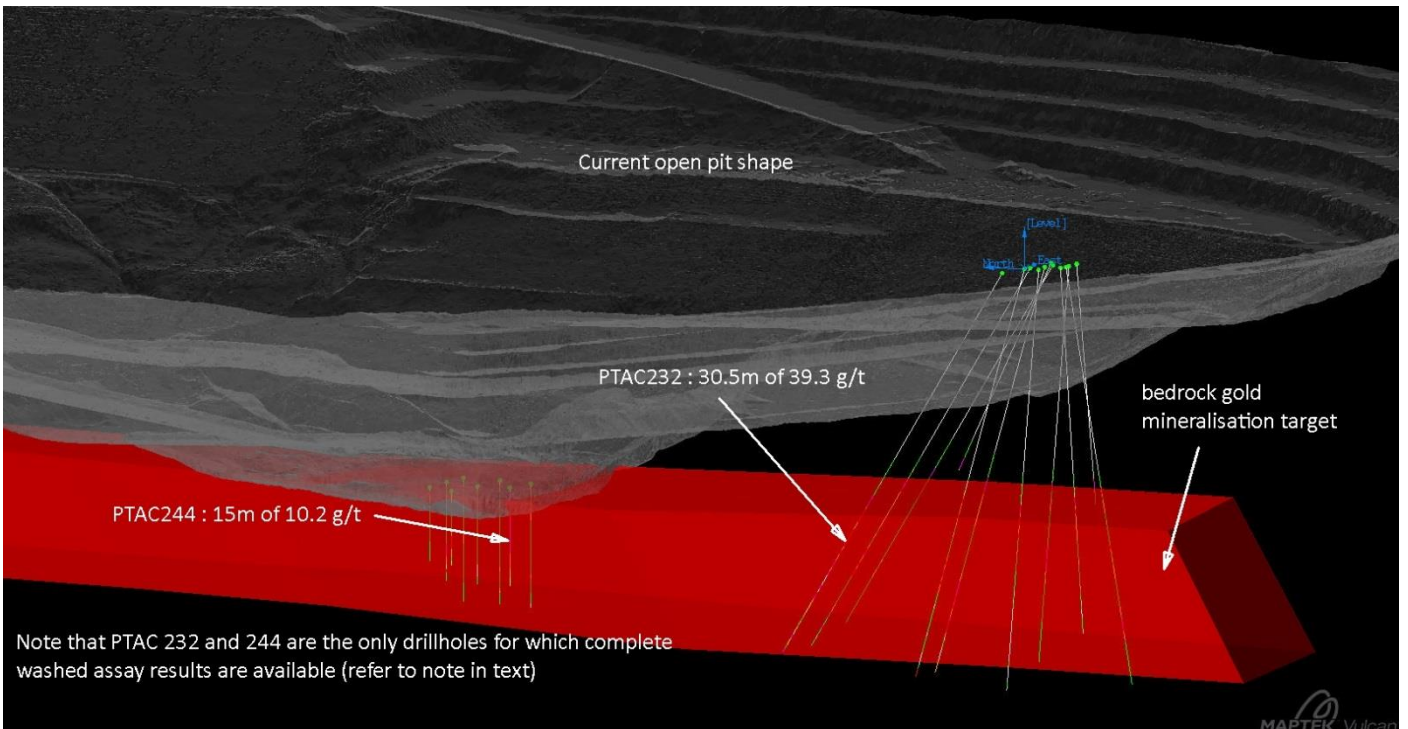 Current open pit shape
[Level]
North
East
PTAC232 : 30.5m of 39.3 g/t
bedrock gold
mineralisation target
PTAC244 : 15m of 10.2 g/t
Note that PTAC 232 and 244 are the only drillholes for which complete
washed assay results are available (refer to note in text)
MAPTEK Vulcan